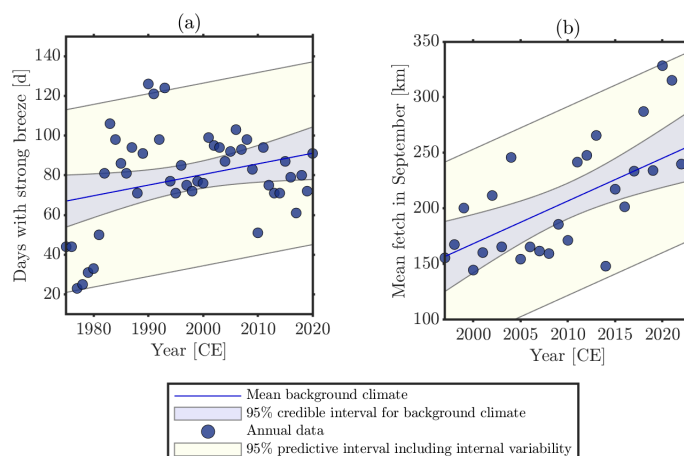 (a)
(b)
Days with strong breeze [d]
140
120
100
80
60
40
20
1980
1990
2000
2010
2020
Year [CE]
Mean fetch in September [km]
350
300
250
200
150
100
2000
2005
2010
2015
2020
Year [CE]
Mean background climate
95% credible interval for background climate
Annual data
95% predictive interval including internal variability